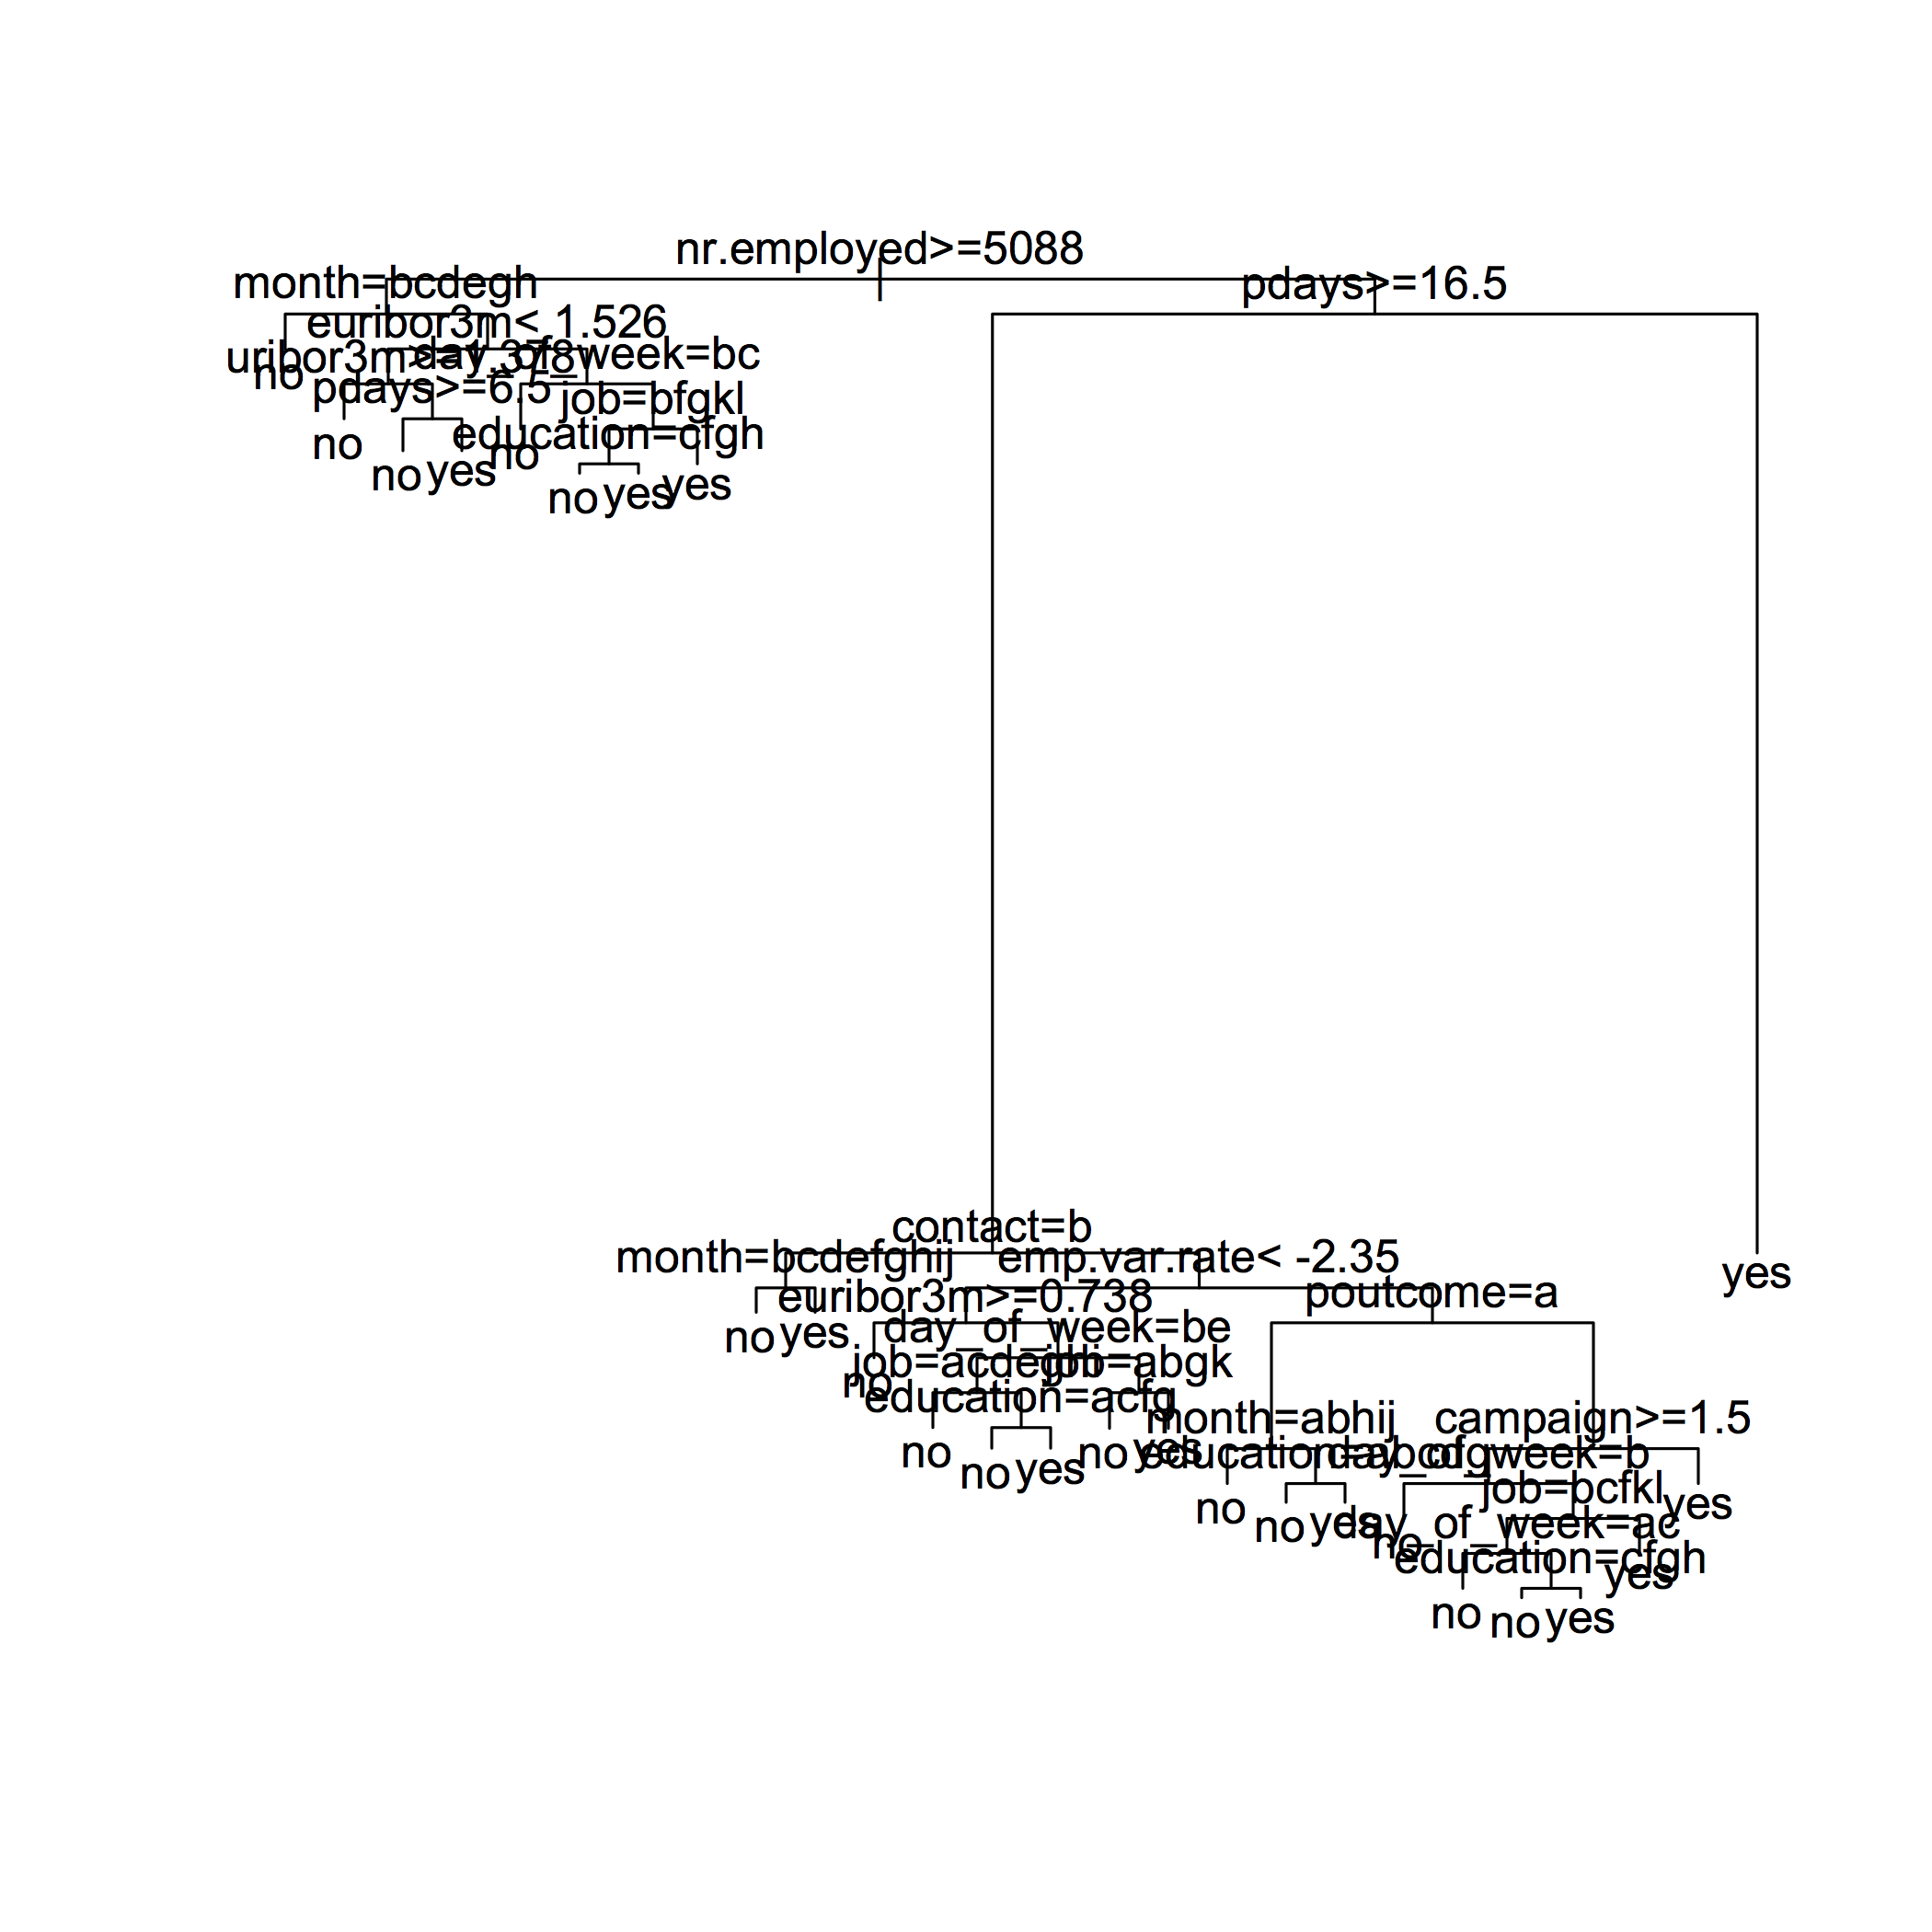 nr.employed>=5088
month=bcdegh
pdays>=16.5
euribor3m< 1.526
uribor3m>=1.378
day_of_week=bc
no
pdays>=6.5
job=bfgkl
no
education=cfgh
no
no
yes
no
yes
yes
contact=b
month=bcdefghij
emp.var.rate< -2.35
yes
no
yes
euribor3m>=0.738
poutcome=a
day_of_week=be
no
job=acdeghi
job=abgk
education=acfg
no
no
yes
no
yes
month=abhij
campaign>=1.5
day_of_week=b
no
no
yes
job=bcfkl
yes
no
day_of_week=ac
yes
education=cfgh
no
no
yes